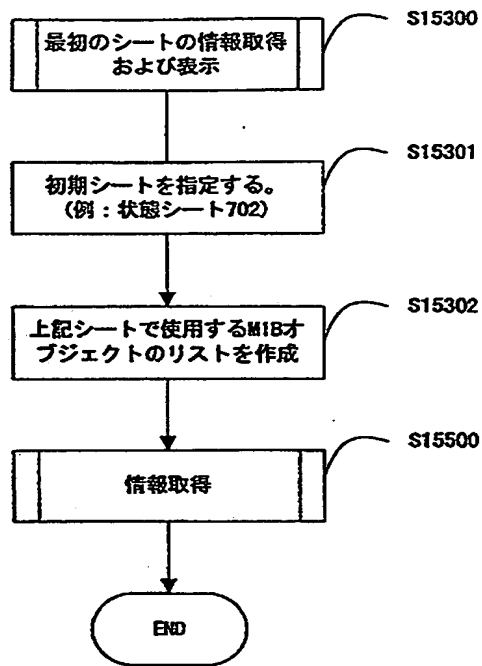 S15300
最初のシートの情報取得
および表示
S15301
初期シートを指定する。
(例：状態シート702)
S15302
上記シートで使用するMIBオ
ブジェクトのリストを作成
S15500
情報取得
END